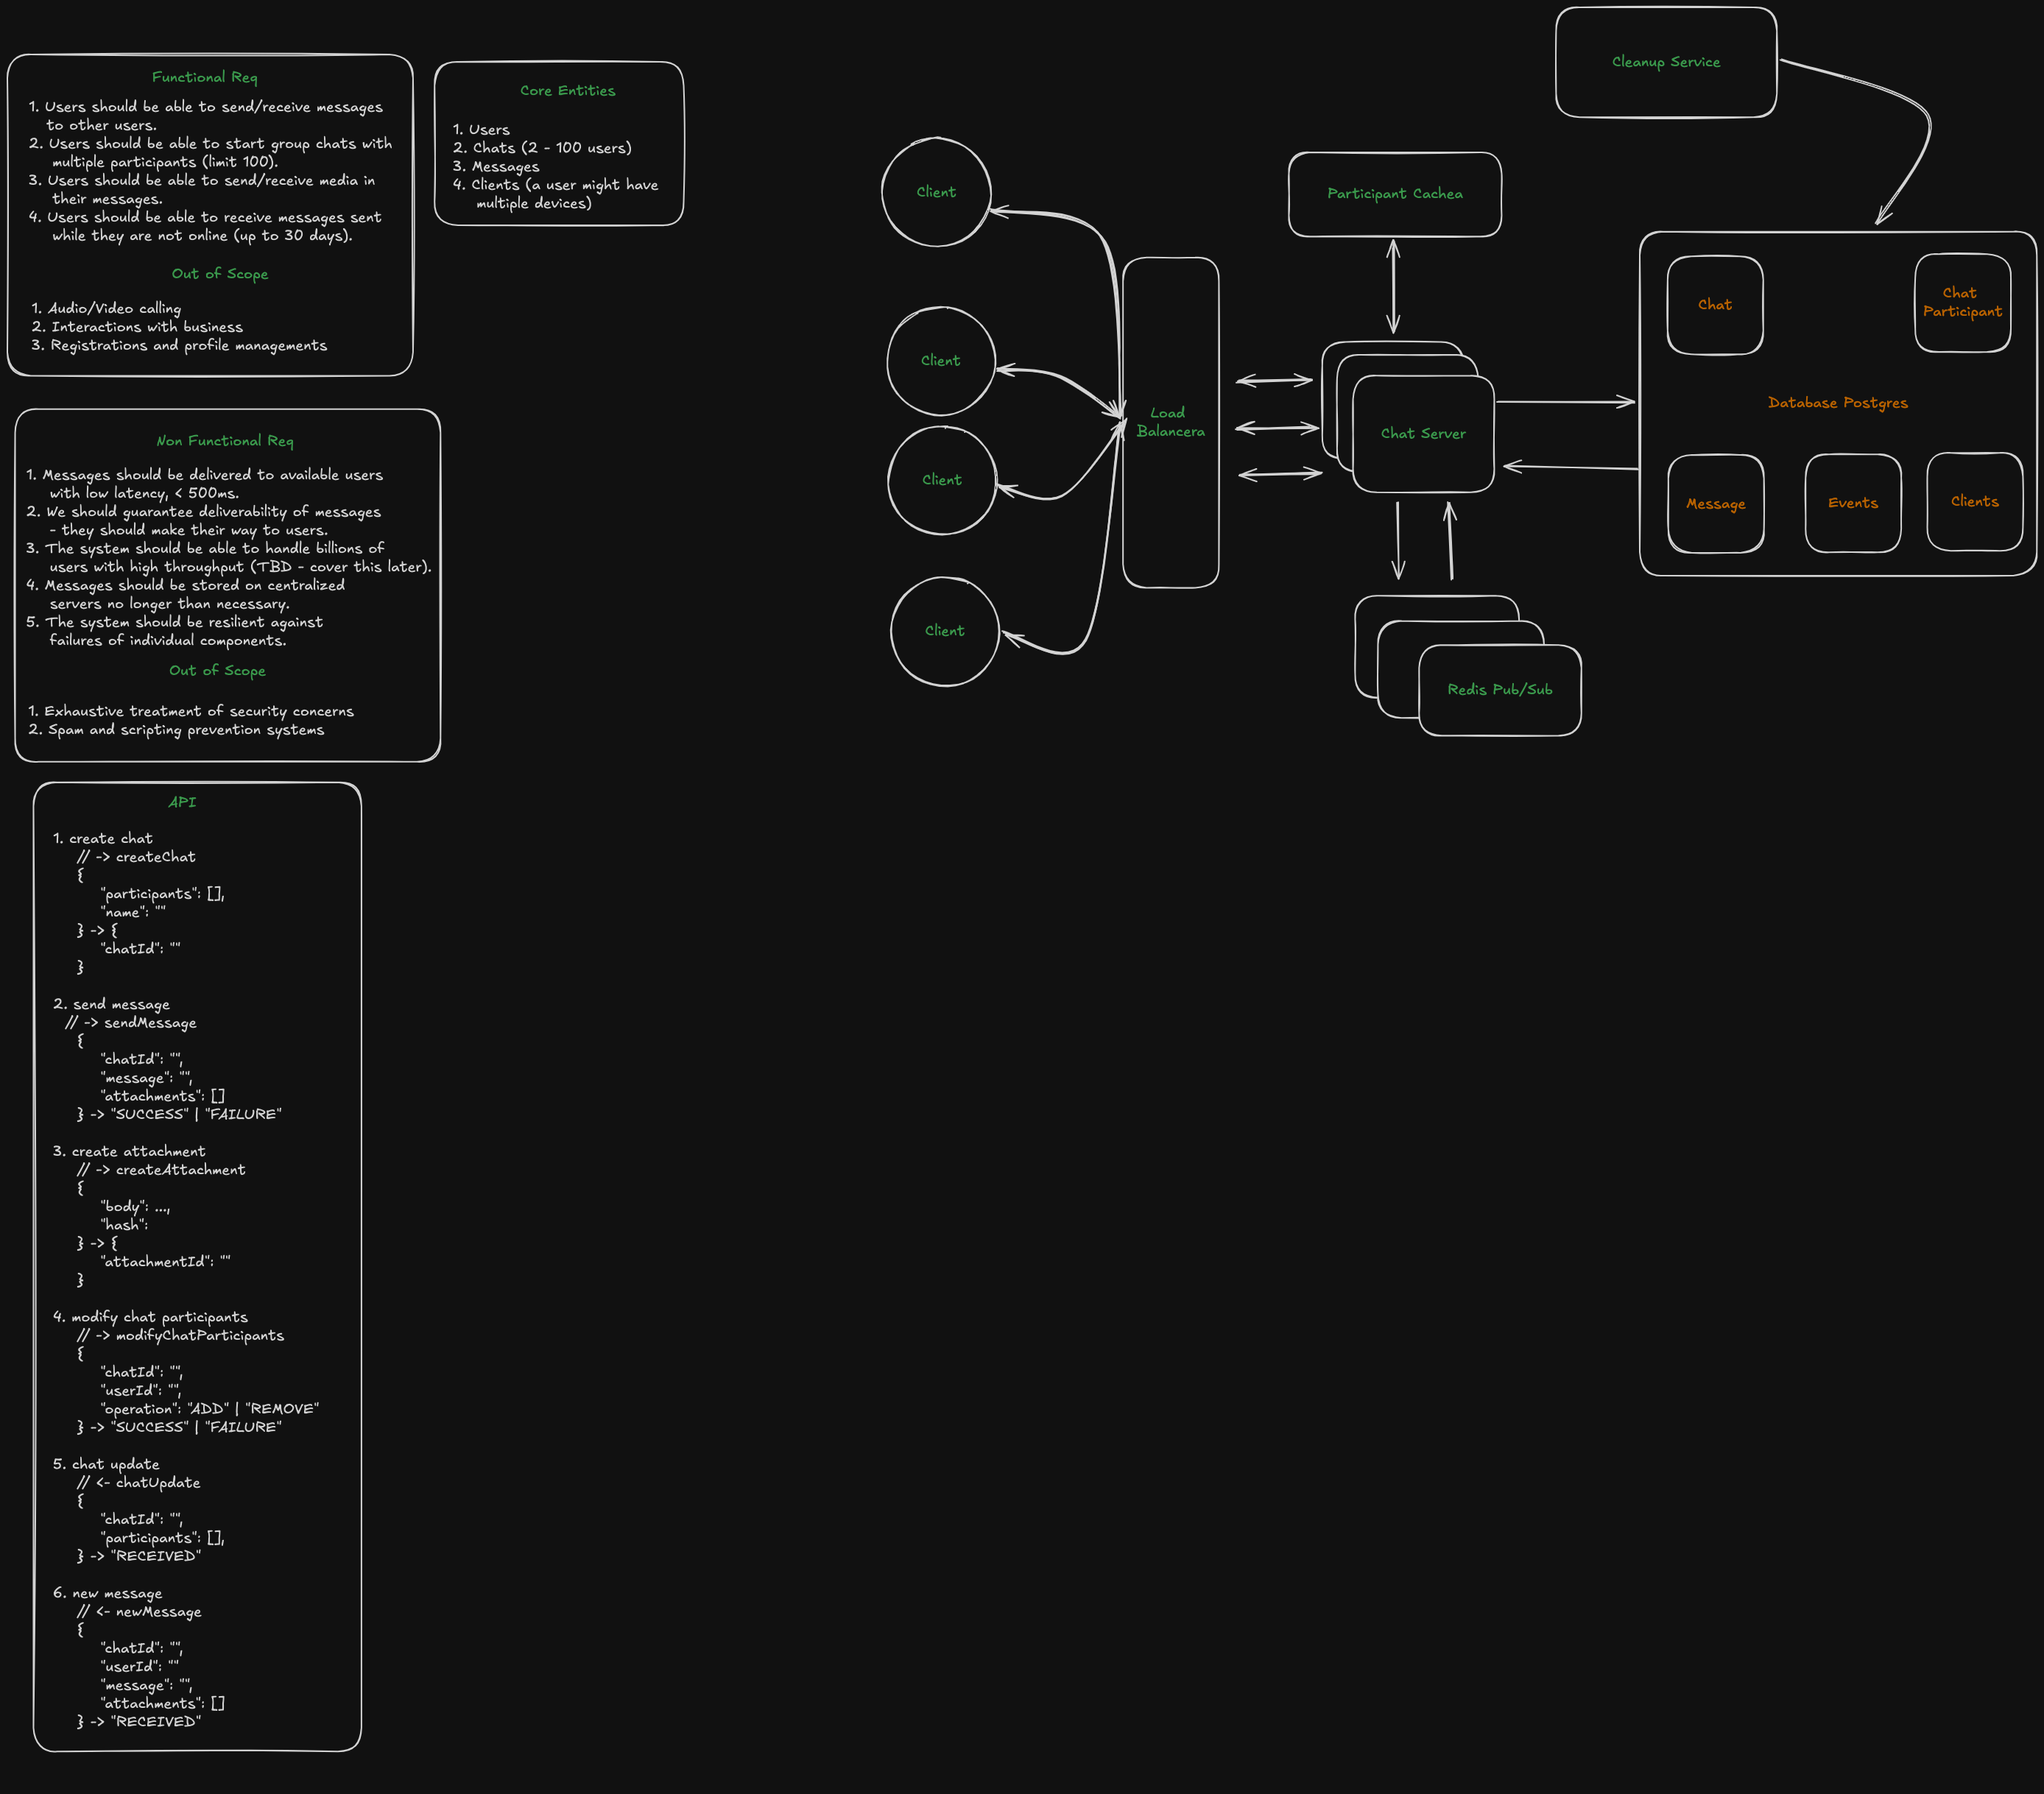 Functional Req
1. Users should be able to send/receive messages
to other users.
2. Users should be able to start group chats with
multiple participants (limit 100).
3. Users should be able to send/receive media in
their messages.
4. Users should be able to receive messages sent
while they are not online (up to 30 days).
Out of Scope
1. Audio/Video calling
2. Interactions with business
3. Registrations and profile managements
Core Entities
1. Users
2. Chats (2 - 100 users)
3. Messages
4. Clients (a user might have
multiple devices)
Non Functional Req
1. Messages should be delivered to available users
with low latency, < 500ms.
2. We should guarantee deliverability of messages
- they should make their way to users.
3. The system should be able to handle billions of
users with high throughput (TBD - cover this later).
4. Messages should be stored on centralized
servers no longer than necessary.
5. The system should be resilient against
failures of individual components.
Out of Scope
1. Exhaustive treatment of security concerns
2. Spam and scripting prevention systems
API
1. create chat
// -> createChat
{
"participants": [],
"name": ""
} -> {
"chatId": ""
}
2. send message
// -> sendMessage
{
"chatId": "",
"message": "",
"attachments": []
} -> "SUCCESS" | "FAILURE"
3. create attachment
// -> createAttachment
{
"body": ...,
"hash":
} -> {
"attachmentId": ""
}
4. modify chat participants
// -> modifyChatParticipants
{
"chatId": "",
"userId": "",
"operation": "ADD" | "REMOVE"
} -> "SUCCESS" | "FAILURE"
5. chat update
// <- chatUpdate
{
"chatId": "",
"participants": [],
} -> "RECEIVED"
6. new message
// <- newMessage
{
"chatId": "",
"userId": ""
"message": "",
"attachments": []
} -> "RECEIVED"
Client
Client
Client
Client
Load
Balancera
Participant Cachea
Chat Server
Redis Pub/Sub
Cleanup Service
Chat
Chat
Participant
Database Postgres
Message
Events
Clients